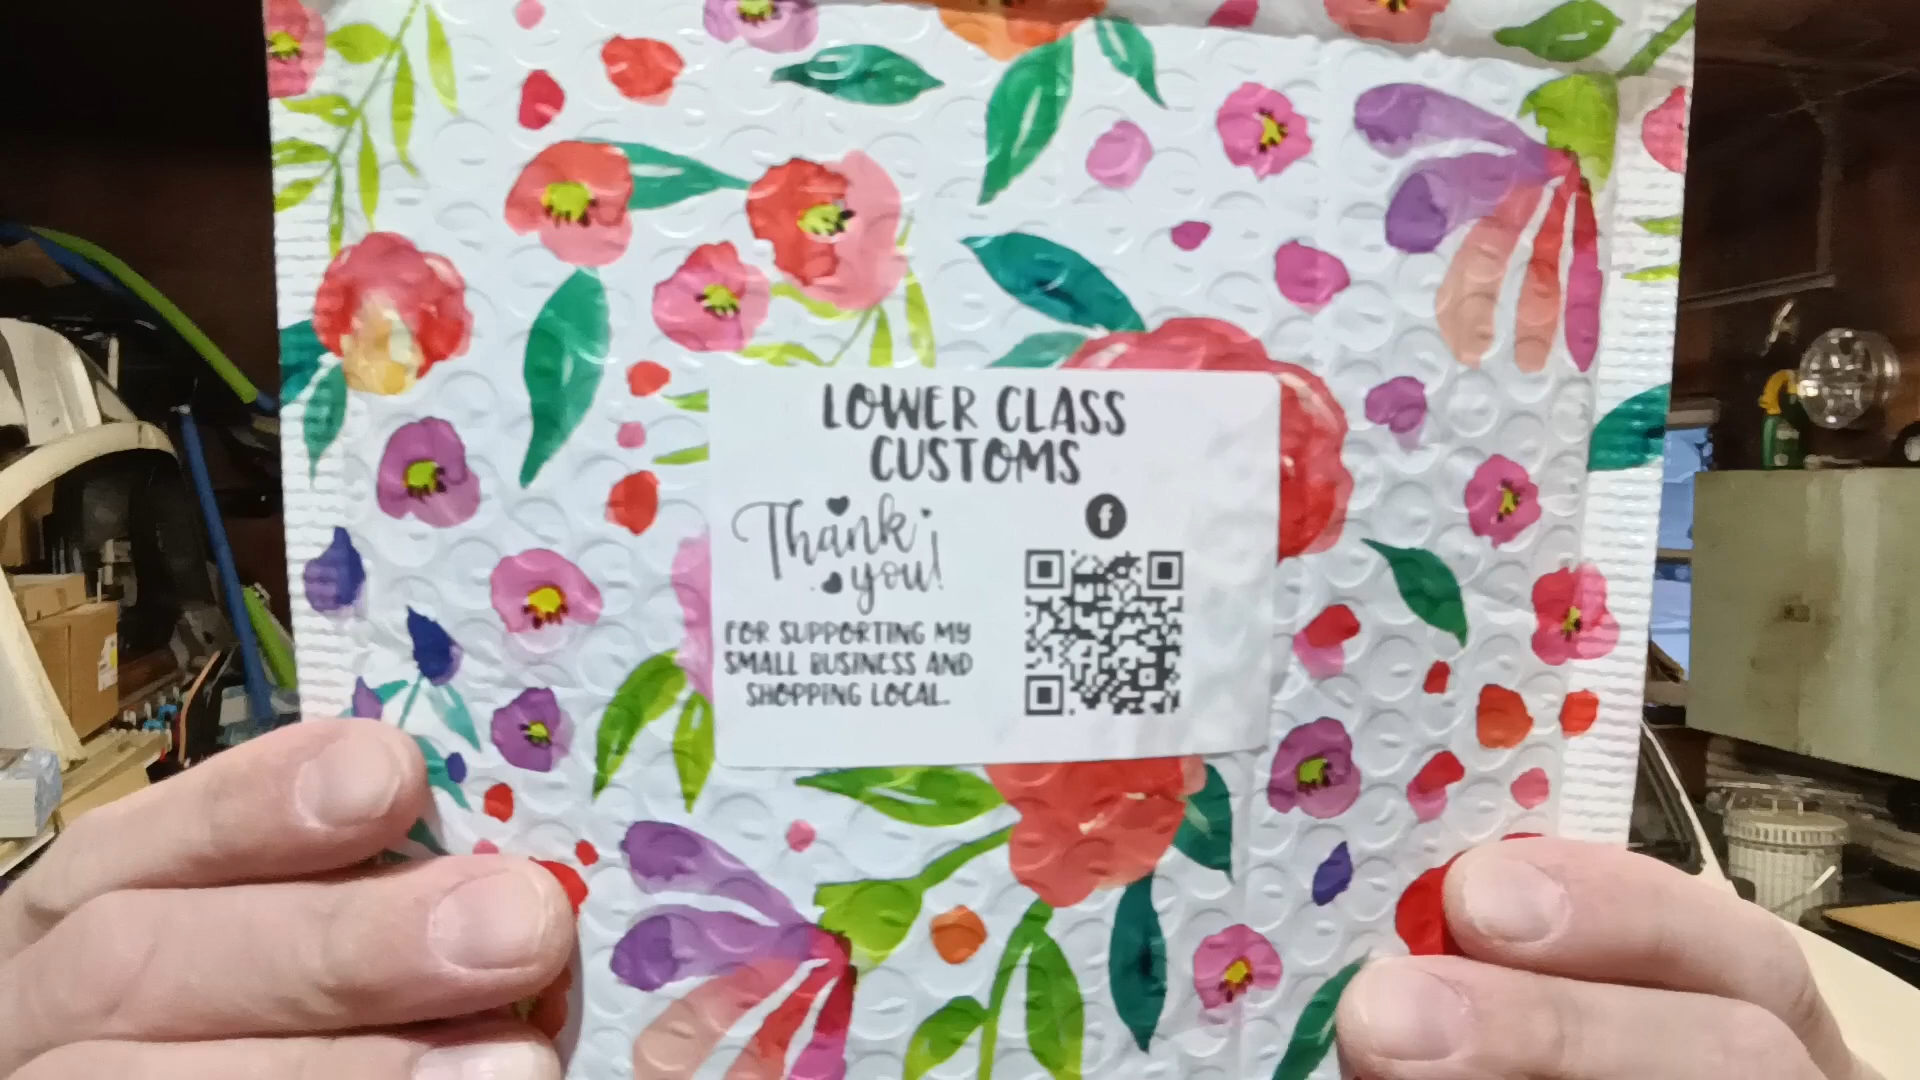 LOWER CLASS
CUSTOMS
Thank
you!
FOR SUPPORTING MY
SMALL BUSINESS AND
SHOPPING LOCAL.
f